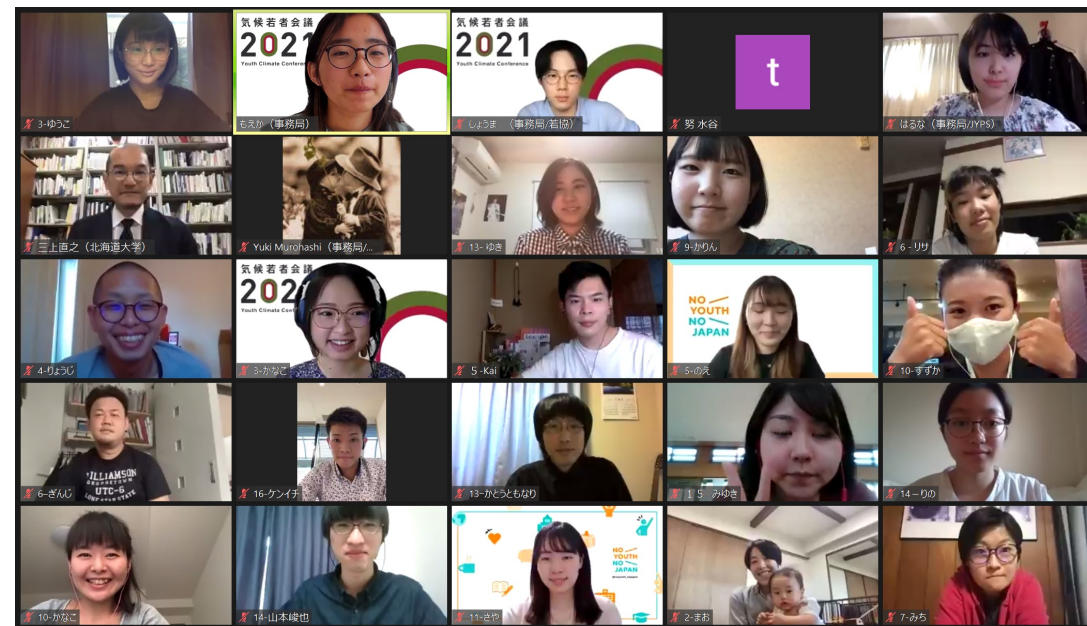 気候若者会議
2021
Youth Climate Conference
気候若者会議
2021
Youth Climate Conference
t
3-ゆうこ
もえか（事務局）
しょうま （事務局/若協）
努 水谷
はるな（事務局/JYPS）
三上直之（北海道大学）
Yuki Murohashi（事務局/...
13- ゆき
9-かりん
6 - リサ
気候若者会議
202
Youth Climate Conf
NO
YOUTH
NO
JAPAN
4-りょうじ
3-かなこ
5 -Kai
5-のえ
10-すずか
WILLIAMSON
UTC-6
6-ぎんじ
16-ケンイチ
13-かとうともなり
１５ みゆき
14－りの
NO
YOUTH
NO
JAPAN
10-かなこ
14-山本峻也
11-さや
2-まお
7-みち